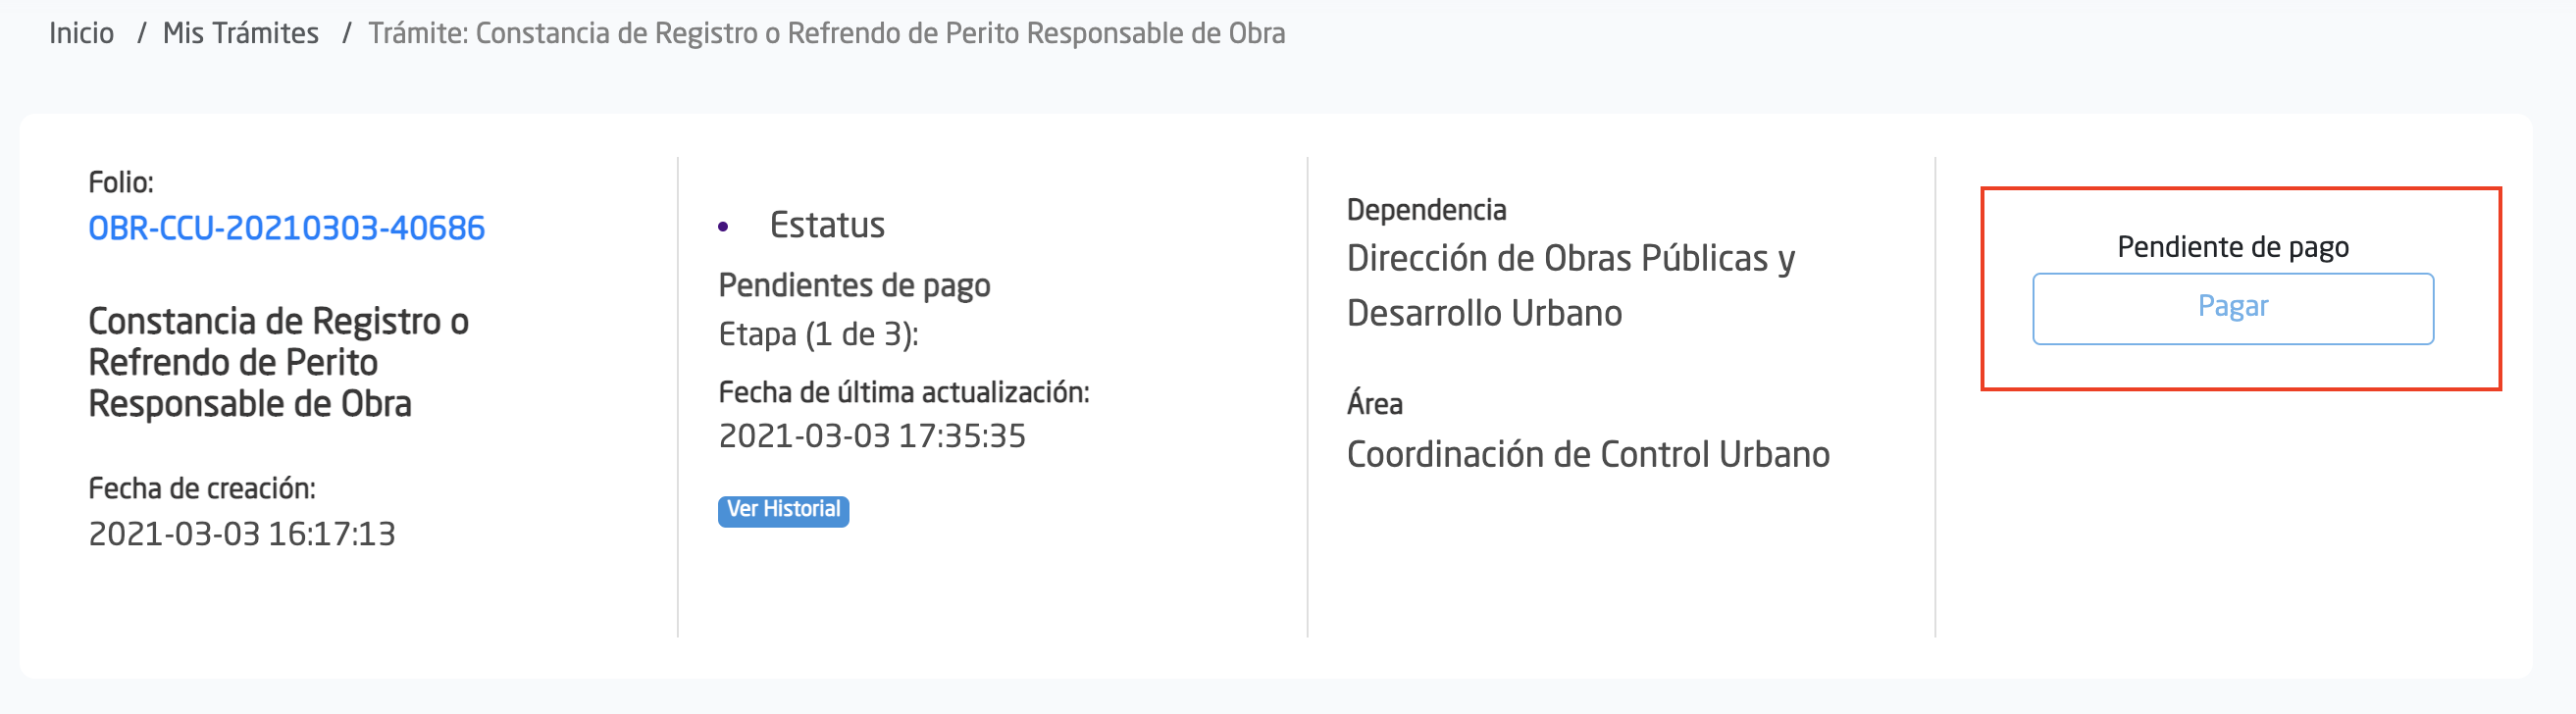 Inicio / Mis Trámites / Trámite: Constancia de Registro o Refrendo de Perito Responsable de Obra
Folio:
OBR-CCU-20210303-40686
Constancia de Registro o
Refrendo de Perito
Responsable de Obra
Fecha de creación:
2021-03-03 16:17:13
• Estatus
Pendientes de pago
Etapa (1 de 3):
Fecha de última actualización:
2021-03-03 17:35:35
Ver Historial
Dependencia
Dirección de Obras Públicas y
Desarrollo Urbano
Área
Coordinación de Control Urbano
Pendiente de pago
Pagar